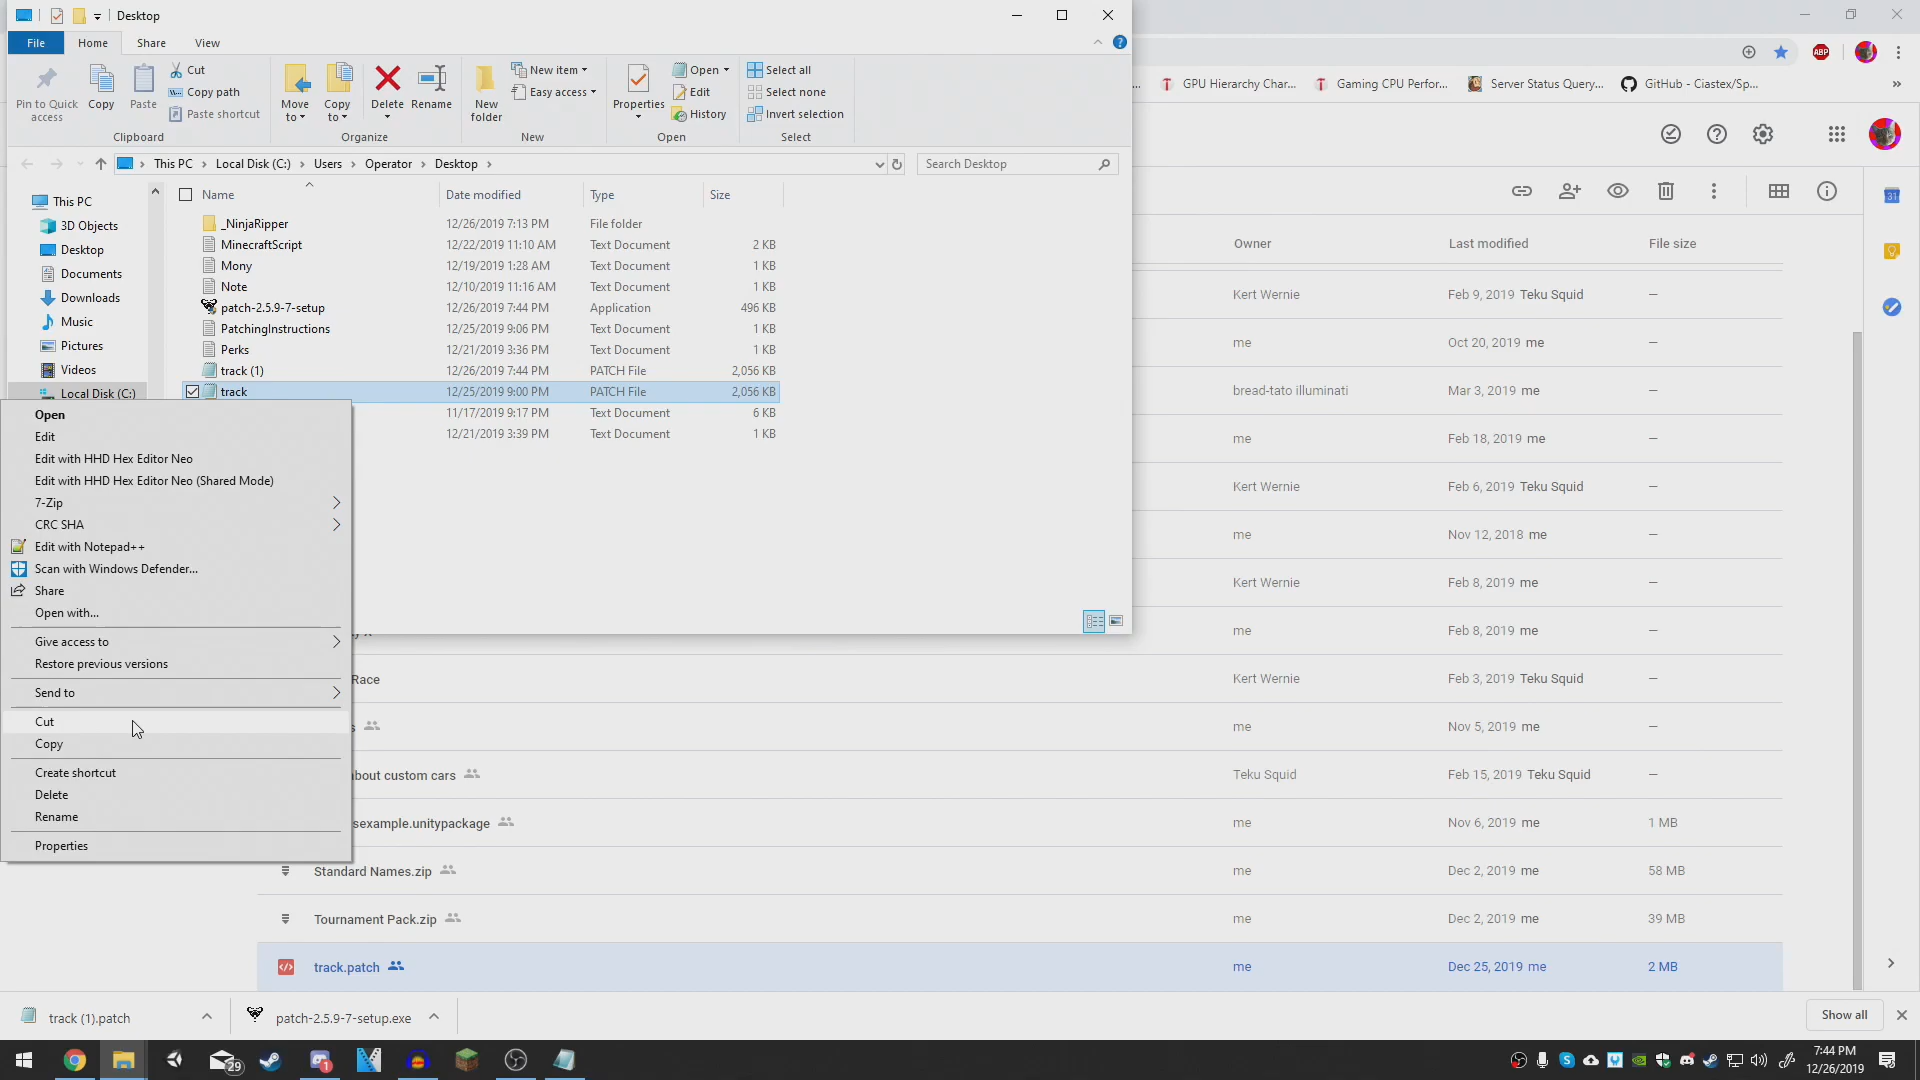 Desktop
File
Home
Share
View
Pin to Quick
access
Copy
Paste
Cut
Copy path
Paste shortcut
Clipboard
Move
to
Copy
to
Delete
Rename
Organize
New
folder
New item
Easy access
New
Properties
Open
Edit
History
Open
Select all
Select none
Invert selection
Select
ABP
GPU Hierarchy Char...
Gaming CPU Perfor...
Server Status Query...
GitHub - Ciastex/Sp...
This PC
Local Disk (C:)
Users
Operator
Desktop
Search Desktop
This PC
3D Objects
Desktop
Documents
Downloads
Music
Pictures
Videos
Local Disk (C:)
Name
Date modified
Type
Size
_NinjaRipper 12/26/2019 7:13 PM File folder
MinecraftScript 12/22/2019 11:10 AM Text Document 2 KB
Mony 12/19/2019 1:28 AM Text Document 1 KB
Note 12/10/2019 11:16 AM Text Document 1 KB
patch-2.5.9-7-setup 12/26/2019 7:44 PM Application 496 KB
PatchingInstructions 12/25/2019 9:06 PM Text Document 1 KB
Perks 12/21/2019 3:36 PM Text Document 1 KB
track (1) 12/26/2019 7:44 PM PATCH File 2,056 KB
track 12/25/2019 9:00 PM PATCH File 2,056 KB
11/17/2019 9:17 PM Text Document 6 KB
12/21/2019 3:39 PM Text Document 1 KB
Open
Edit
Edit with HHD Hex Editor Neo
Edit with HHD Hex Editor Neo (Shared Mode)
7-Zip
CRC SHA
Edit with Notepad++
Scan with Windows Defender...
Share
Open with...
Give access to
Restore previous versions
Send to
Cut
Copy
Create shortcut
Delete
Rename
Properties
Owner Last modified File size
Kert Wernie Feb 9, 2019 Teku Squid –
me Oct 20, 2019 me –
bread-tato illuminati Mar 3, 2019 me –
me Feb 18, 2019 me –
Kert Wernie Feb 6, 2019 Teku Squid –
me Nov 12, 2018 me –
Kert Wernie Feb 8, 2019 me –
me Feb 8, 2019 me –
Race Kert Wernie Feb 3, 2019 Teku Squid –
s me Nov 5, 2019 me –
about custom cars Teku Squid Feb 15, 2019 Teku Squid –
sexample.unitypackage me Nov 6, 2019 me 1 MB
Standard Names.zip me Dec 2, 2019 me 58 MB
Tournament Pack.zip me Dec 2, 2019 me 39 MB
track.patch me Dec 25, 2019 me 2 MB
31
track (1).patch
patch-2.5.9-7-setup.exe
Show all
29
1
7:44 PM
12/26/2019